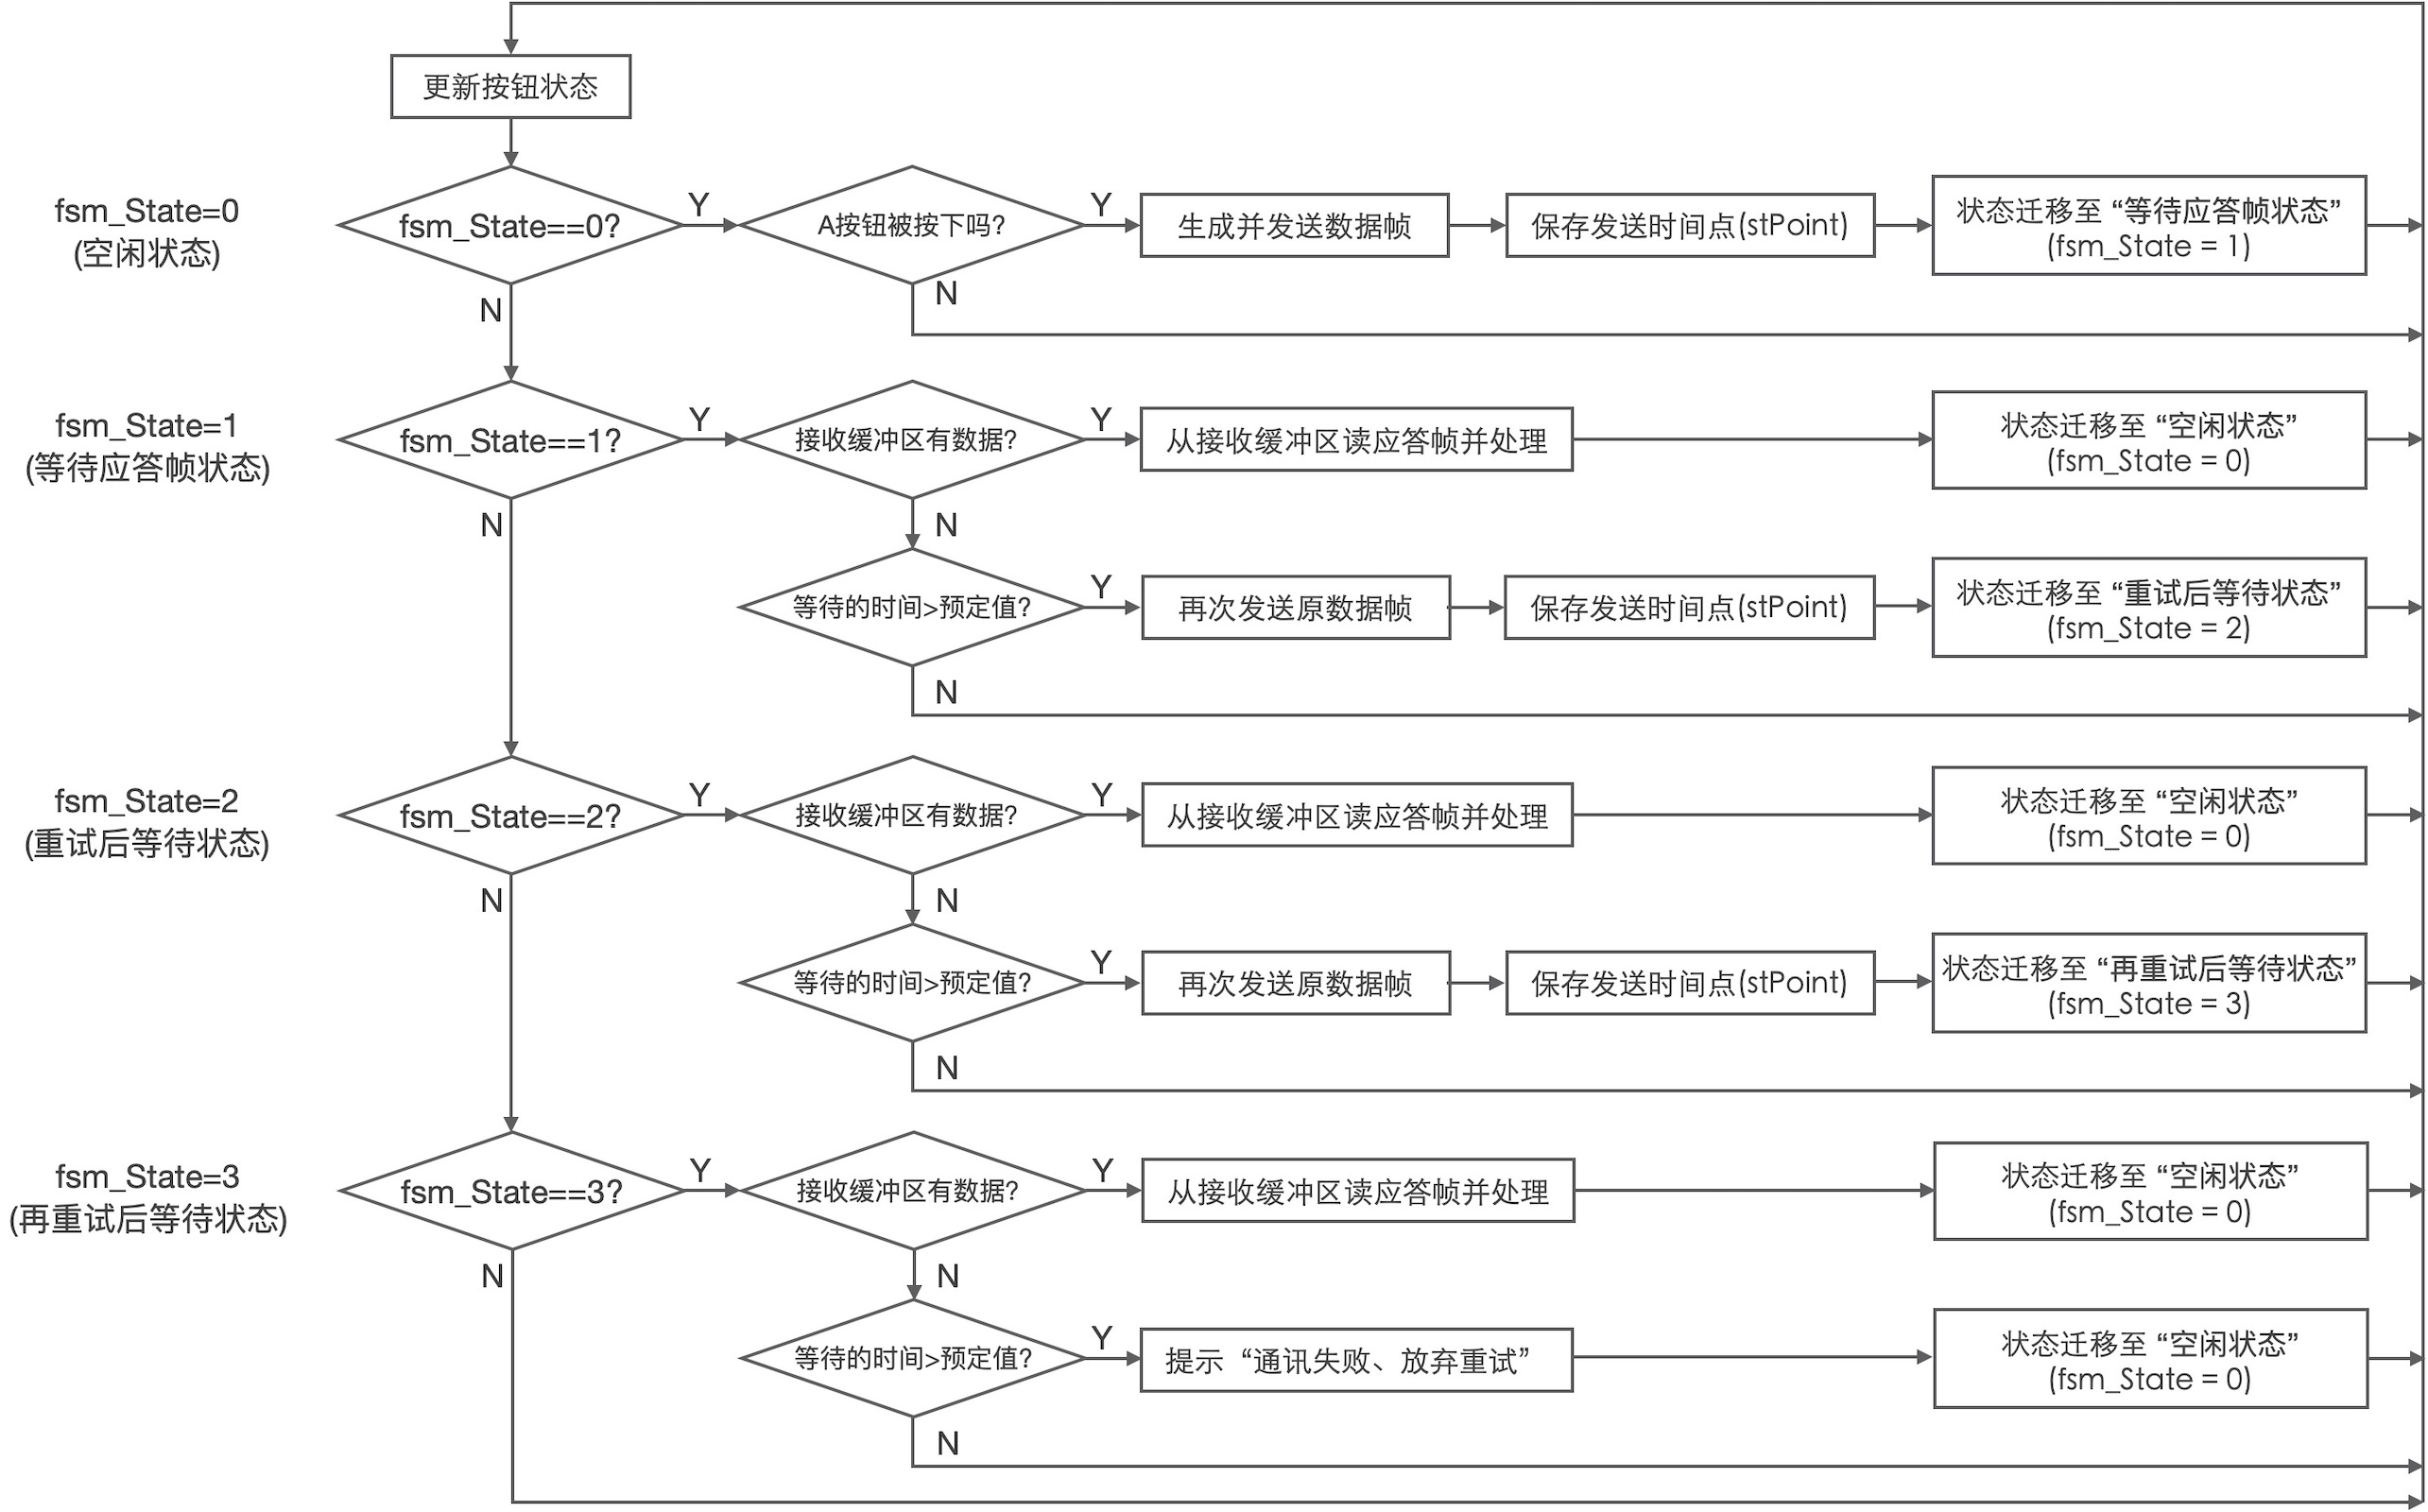 更新按钮状态
fsm_State=0
(空闲状态)
fsm_State==0?
Y
A按钮被按下吗?
Y
生成并发送数据帧
保存发送时间点(stPoint)
状态迁移至 “等待应答帧状态”
(fsm_State = 1)
N
N
fsm_State=1
(等待应答帧状态)
fsm_State==1?
Y
接收缓冲区有数据?
Y
从接收缓冲区读应答帧并处理
状态迁移至 “空闲状态”
(fsm_State = 0)
N
N
等待的时间>预定值?
Y
再次发送原数据帧
保存发送时间点(stPoint)
状态迁移至 “重试后等待状态”
(fsm_State = 2)
N
fsm_State=2
(重试后等待状态)
fsm_State==2?
Y
接收缓冲区有数据?
Y
从接收缓冲区读应答帧并处理
状态迁移至 “空闲状态”
(fsm_State = 0)
N
N
等待的时间>预定值?
Y
再次发送原数据帧
保存发送时间点(stPoint)
状态迁移至 “再重试后等待状态”
(fsm_State = 3)
N
fsm_State=3
(再重试后等待状态)
fsm_State==3?
Y
接收缓冲区有数据?
Y
从接收缓冲区读应答帧并处理
状态迁移至 “空闲状态”
(fsm_State = 0)
N
N
等待的时间>预定值?
Y
提示 “通讯失败、放弃重试”
状态迁移至 “空闲状态”
(fsm_State = 0)
N